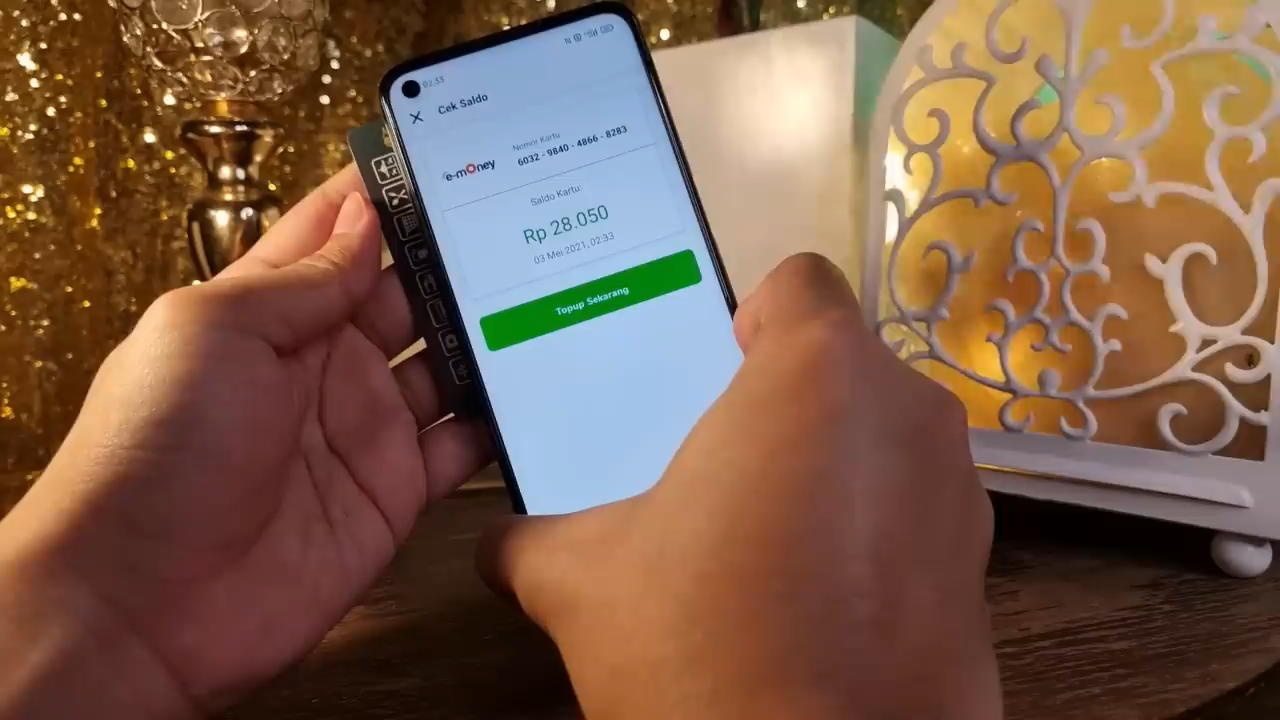 02.33
Cek Saldo
e-money
Nomor Kartu
6032 - 9840 - 4866 - 8283
Saldo Kartu:
Rp 28.050
03 Mei 2021, 02:33
Topup Sekarang